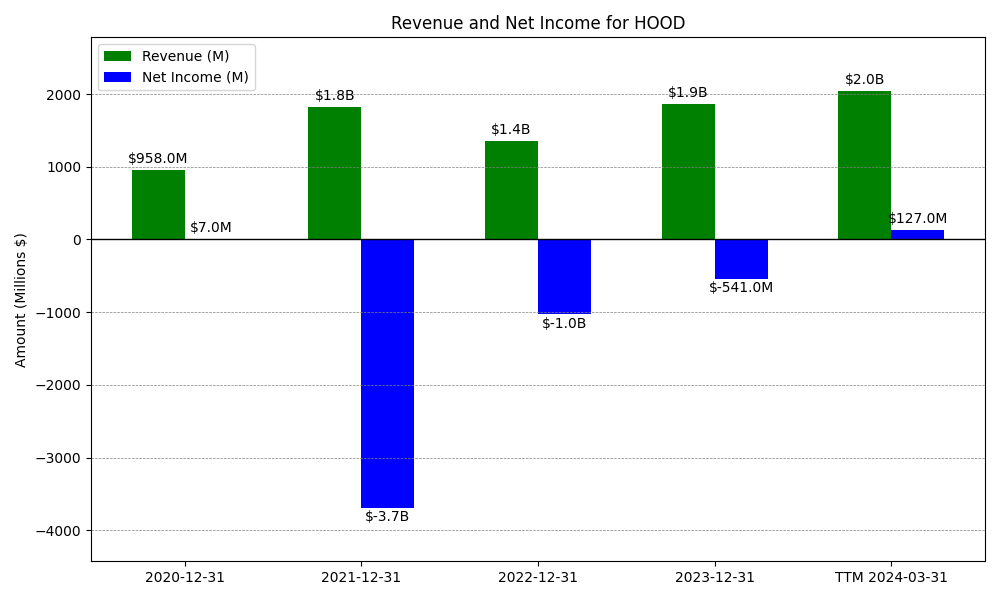 Revenue and Net Income for HOOD
Revenue (M)
Net Income (M)
Amount (Millions $)
2000
1000
0
−1000
−2000
−3000
−4000
$958.0M
$7.0M
$1.8B
$-3.7B
$1.4B
$-1.0B
$1.9B
$-541.0M
$2.0B
$127.0M
2020-12-31
2021-12-31
2022-12-31
2023-12-31
TTM 2024-03-31